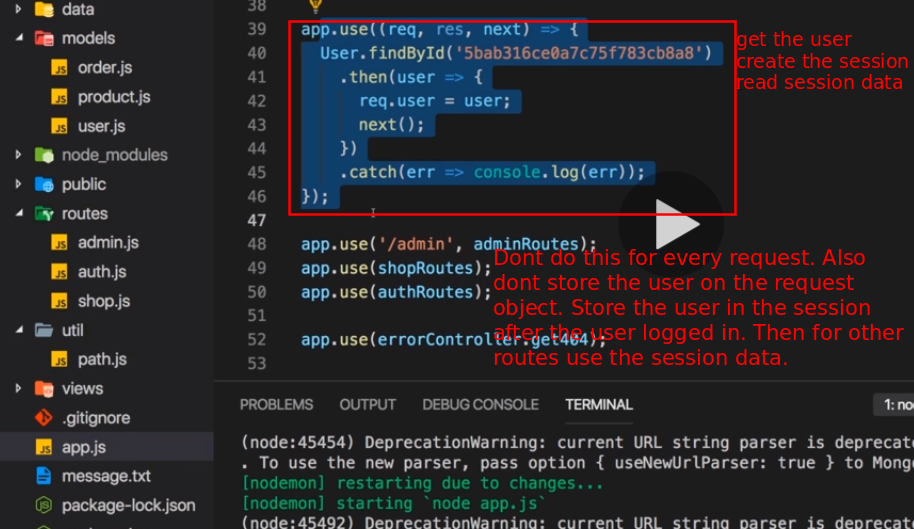 data
models
order.js
product.js
user.js
node_modules
public
routes
admin.js
auth.js
shop.js
util
path.js
views
.gitignore
app.js
message.txt
package-lock.json
38
39 app.use((req, res, next) => {
40 User.findById('5bab316ce0a7c75f783cb8a8')
41 .then(user => {
42 req.user = user;
43 next();
44 })
45 .catch(err => console.log(err));
46 });
47
48 app.use('/admin', adminRoutes);
49 app.use(shopRoutes);
50 app.use(authRoutes);
51
52 app.use(errorController.get404);
53
get the user
create the session
read session data
Dont do this for every request. Also
dont store the user on the request
object. Store the user in the session
after the user logged in. Then for other
routes use the session data.
PROBLEMS OUTPUT DEBUG CONSOLE TERMINAL 1: no
(node:45454) DeprecationWarning: current URL string parser is deprecat
. To use the new parser, pass option { useNewUrlParser: true } to Mong
[nodemon] restarting due to changes...
[nodemon] starting `node app.js`
(node:45492) DeprecationWarning: current URL string parser is deprecat